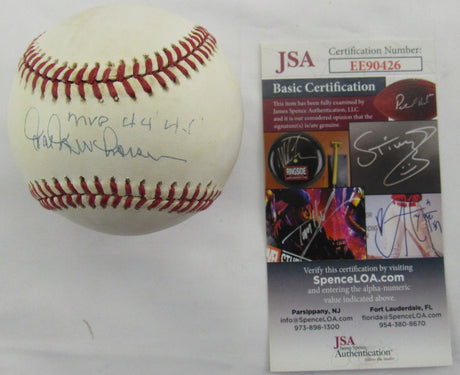 MVP 44' 45'
JSA
Certification Number:
EE90426
Basic Certification
This item has been fully examined by
James Spence Authentication, LLC
and it is our considered opinion that the
signature(s) is/are genuine
RINGSIDE
Verify this certification by visiting
SpenceLOA.com
and entering the alpha-numeric
value indicated above.
Parsippany, NJ
info@SpenceLOA.com
973-898-1300
Fort Lauderdale, FL
florida@SpenceLOA.com
954-380-8670
JSA
James Spence
Authentication